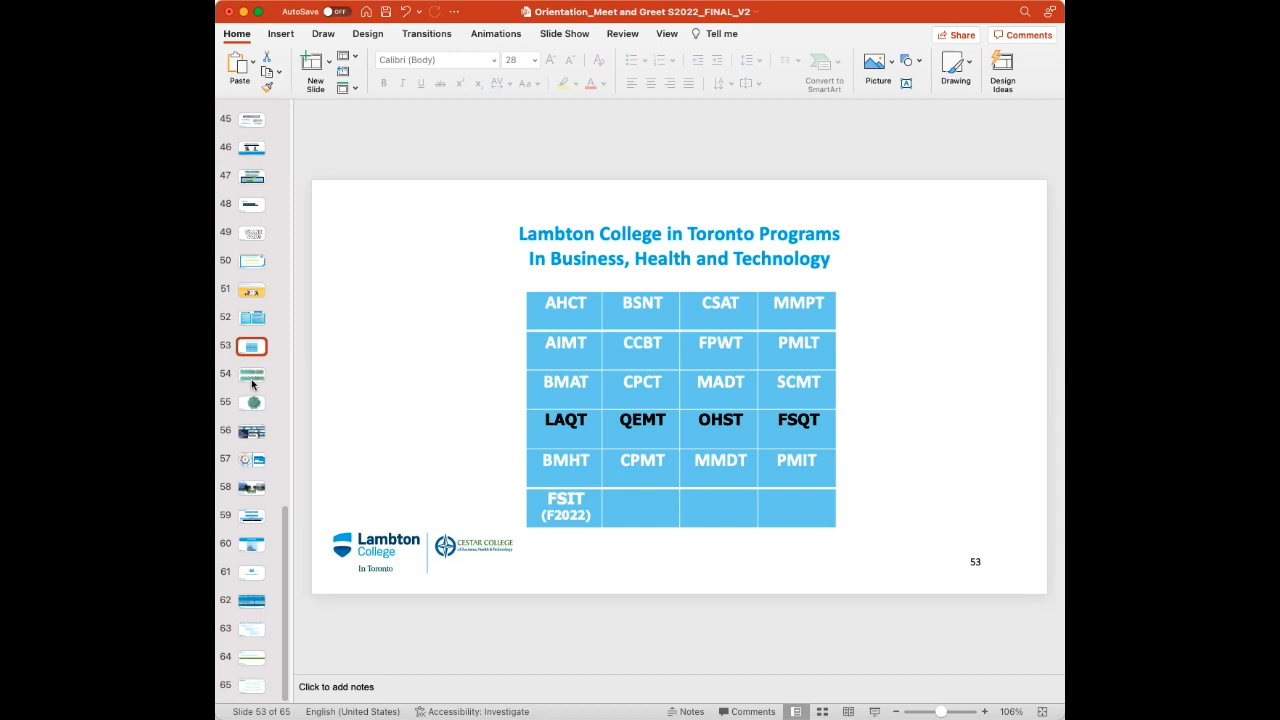 AutoSave OFF
Orientation_Meet and Greet S2022_FINAL_V2
Home Insert Draw Design Transitions Animations Slide Show Review View Tell me Share Comments
Paste New Slide Calibri (Body) 28 Convert to SmartArt Picture Drawing Design Ideas
45
46
47
48
49
50
51
52
53
54
55
56
57
58
59
60
61
62
63
64
65
Lambton College in Toronto Programs
In Business, Health and Technology
AHCT BSNT CSAT MMPT
AIMT CCBT FPWT PMLT
BMAT CPCT MADT SCMT
LAQT QEMT OHST FSQT
BMHT CPMT MMDT PMIT
FSIT
(F2022)
Lambton College
In Toronto
CESTAR COLLEGE
of Business, Health & Technology
53
Click to add notes
Slide 53 of 65 English (United States) Accessibility: Investigate Notes Comments 106%